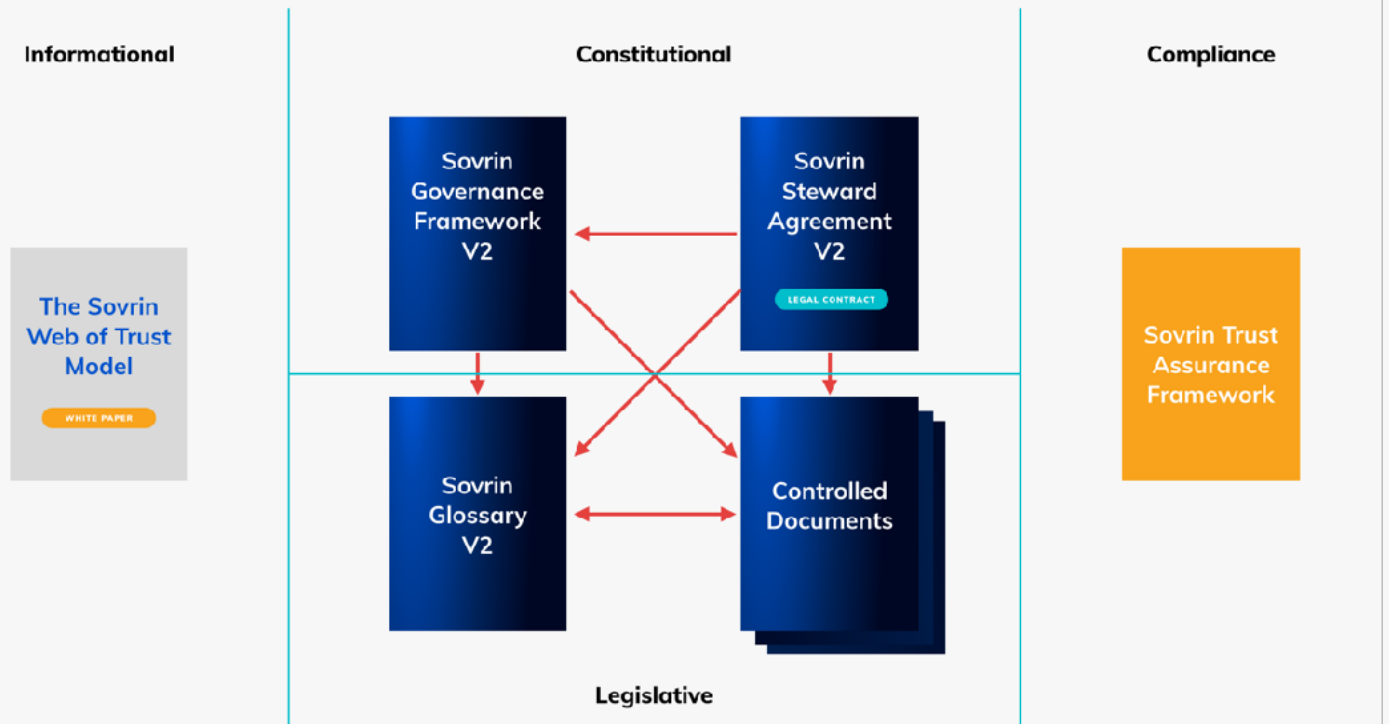 Informational
Constitutional
Compliance
Sovrin
Governance
Framework
V2
Sovrin
Steward
Agreement
V2
LEGAL CONTRACT
The Sovrin
Web of Trust
Model
WHITE PAPER
Sovrin Trust
Assurance
Framework
Sovrin
Glossary
V2
Controlled
Documents
Legislative